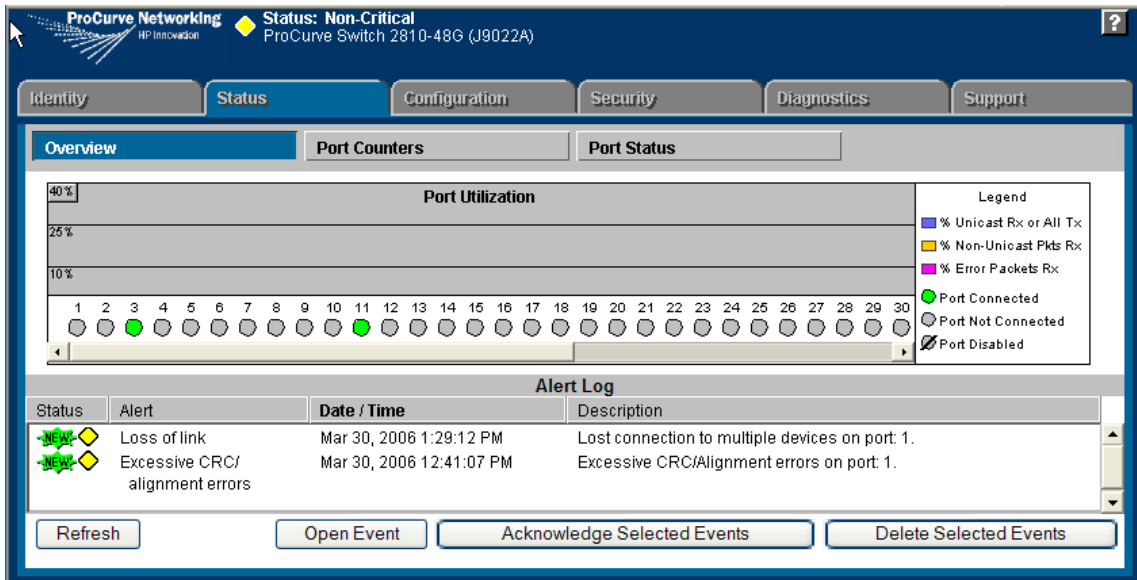 ProCurve Networking
HP Innovation
Status: Non-Critical
ProCurve Switch 2810-48G (J9022A)
?
Identity Status Configuration Security Diagnostics Support
Overview Port Counters Port Status
40% Port Utilization
25%
10%
1 2 3 4 5 6 7 8 9 10 11 12 13 14 15 16 17 18 19 20 21 22 23 24 25 26 27 28 29 30
Legend
% Unicast Rx or All Tx
% Non-Unicast Pkts Rx
% Error Packets Rx
Port Connected
Port Not Connected
Port Disabled
Alert Log
Status Alert Date / Time Description
NEW Loss of link Mar 30, 2006 1:29:12 PM Lost connection to multiple devices on port: 1.
NEW Excessive CRC/ Mar 30, 2006 12:41:07 PM Excessive CRC/Alignment errors on port: 1.
alignment errors
Refresh Open Event Acknowledge Selected Events Delete Selected Events